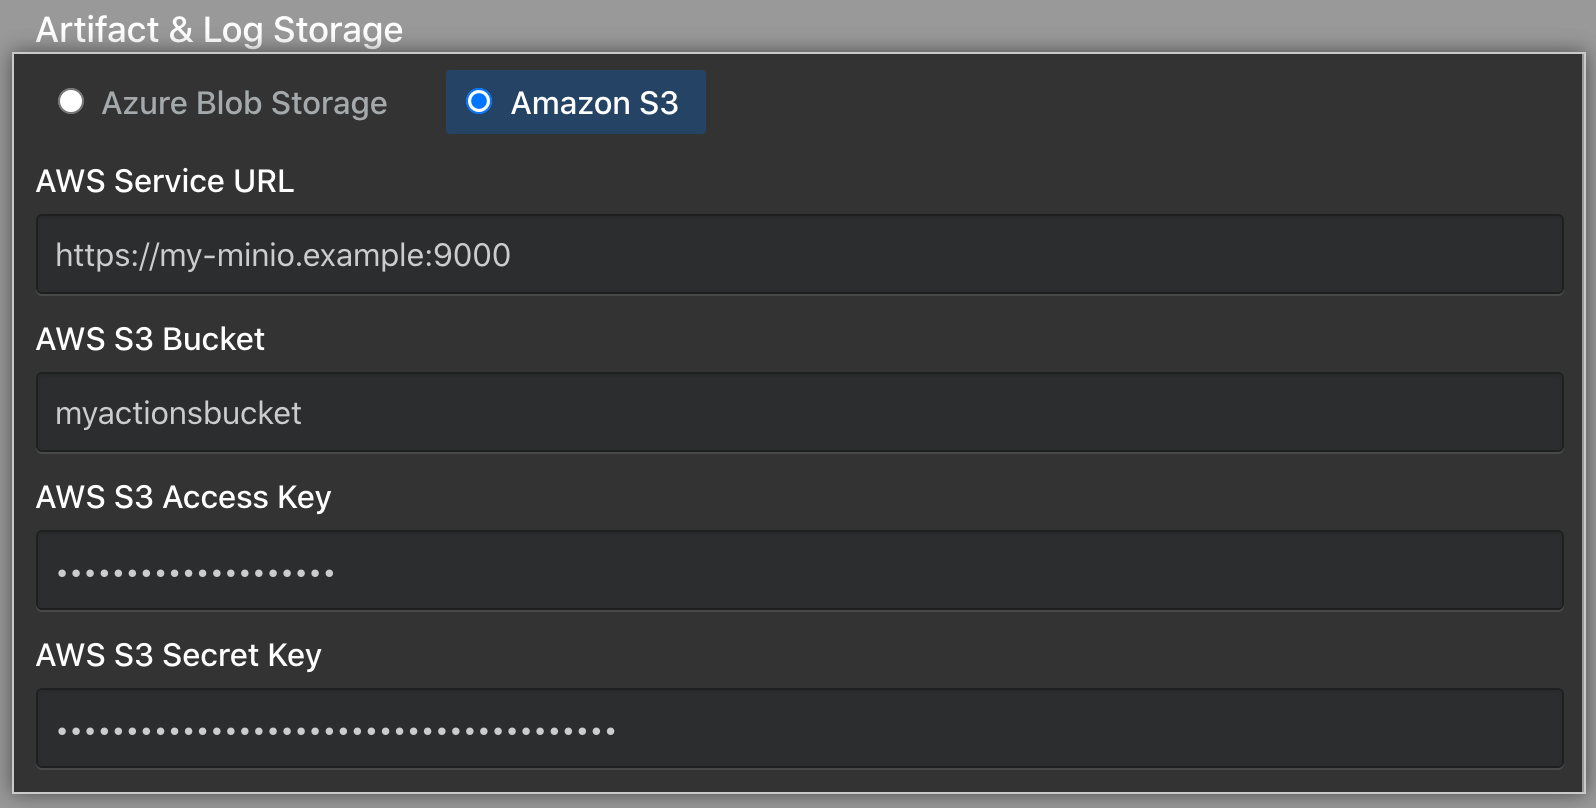 Artifact & Log Storage
Azure Blob Storage
Amazon S3
AWS Service URL
https://my-minio.example:9000
AWS S3 Bucket
myactionsbucket
AWS S3 Access Key
••••••••••••••••••••
AWS S3 Secret Key
••••••••••••••••••••••••••••••••••••••••